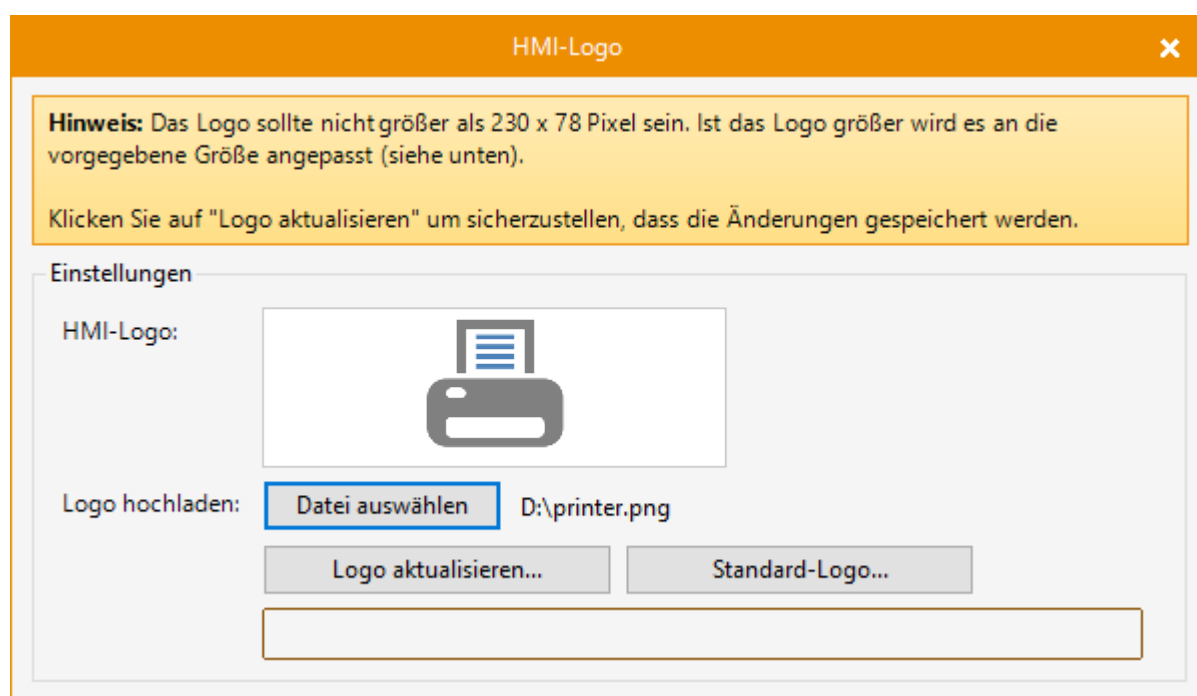 HMI-Logo
Hinweis: Das Logo sollte nicht größer als 230 x 78 Pixel sein. Ist das Logo größer wird es an die
vorgegebene Größe angepasst (siehe unten).
Klicken Sie auf "Logo aktualisieren" um sicherzustellen, dass die Änderungen gespeichert werden.
Einstellungen
HMI-Logo:
Logo hochladen: Datei auswählen D:\printer.png
Logo aktualisieren... Standard-Logo...